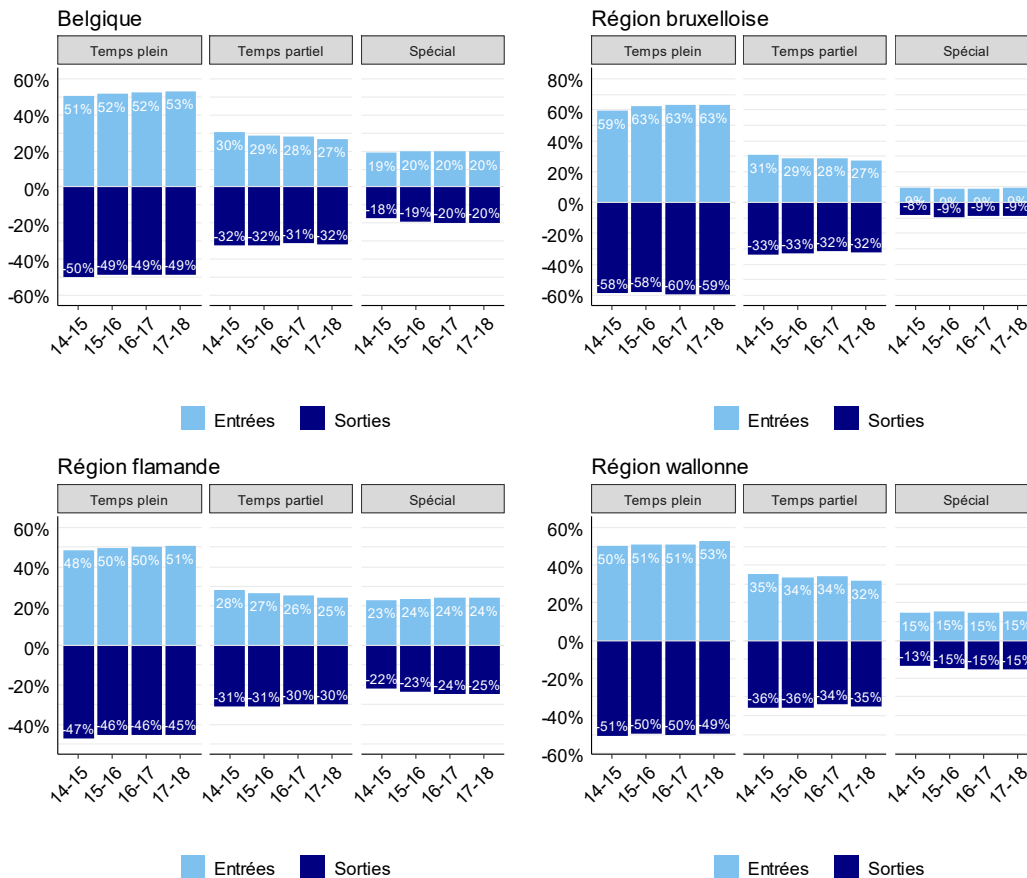 Belgique
Temps plein Temps partiel Spécial
60%
40%
20%
0%
-20%
-40%
-60%
51% 52% 52% 53%
30% 29% 28% 27%
19% 20% 20% 20%
-50% -49% -49% -49%
-32% -32% -31% -32%
-18% -19% -20% -20%
14-15 15-16 16-17 17-18 14-15 15-16 16-17 17-18 14-15 15-16 16-17 17-18
Entrées Sorties
Région bruxelloise
Temps plein Temps partiel Spécial
80%
60%
40%
20%
0%
-20%
-40%
-60%
59% 63% 63% 63%
31% 29% 28% 27%
9% 9% 9% 9%
-58% -58% -60% -59%
-33% -33% -32% -32%
-8% -9% -9% -9%
14-15 15-16 16-17 17-18 14-15 15-16 16-17 17-18 14-15 15-16 16-17 17-18
Entrées Sorties
Région flamande
Temps plein Temps partiel Spécial
60%
40%
20%
0%
-20%
-40%
48% 50% 50% 51%
28% 27% 26% 25%
23% 24% 24% 24%
-47% -46% -46% -45%
-31% -31% -30% -30%
-22% -23% -24% -25%
14-15 15-16 16-17 17-18 14-15 15-16 16-17 17-18 14-15 15-16 16-17 17-18
Entrées Sorties
Région wallonne
Temps plein Temps partiel Spécial
60%
40%
20%
0%
-20%
-40%
-60%
50% 51% 51% 53%
35% 34% 34% 32%
15% 15% 15% 15%
-51% -50% -50% -49%
-36% -36% -34% -35%
-13% -15% -15% -15%
14-15 15-16 16-17 17-18 14-15 15-16 16-17 17-18 14-15 15-16 16-17 17-18
Entrées Sorties